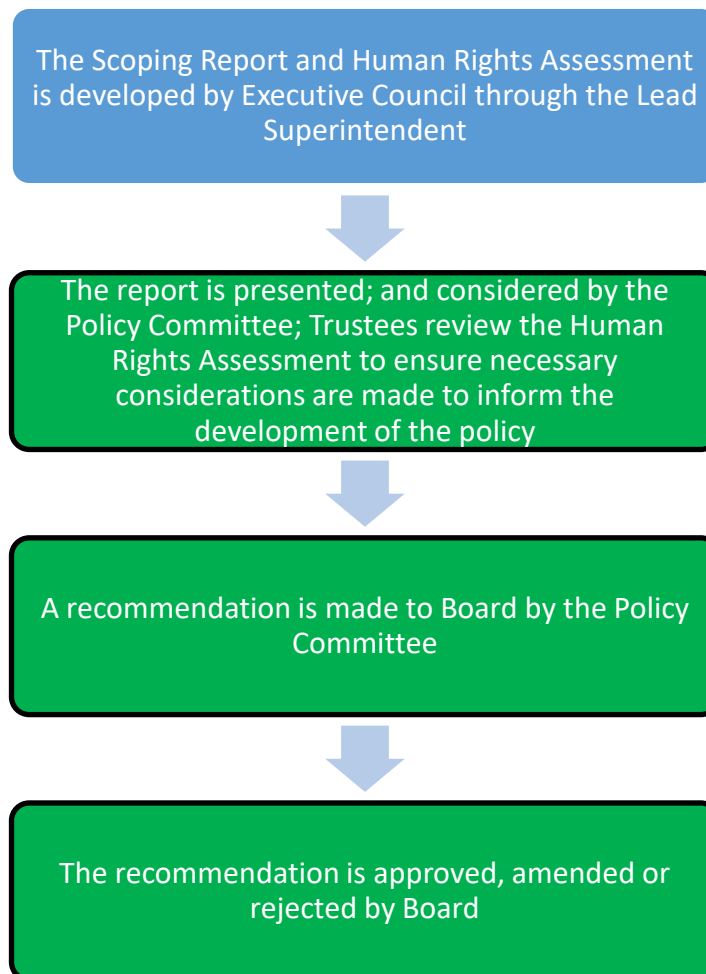 The Scoping Report and Human Rights Assessment
is developed by Executive Council through the Lead
Superintendent
The report is presented; and considered by the
Policy Committee; Trustees review the Human
Rights Assessment to ensure necessary
considerations are made to inform the
development of the policy
A recommendation is made to Board by the Policy
Committee
The recommendation is approved, amended or
rejected by Board